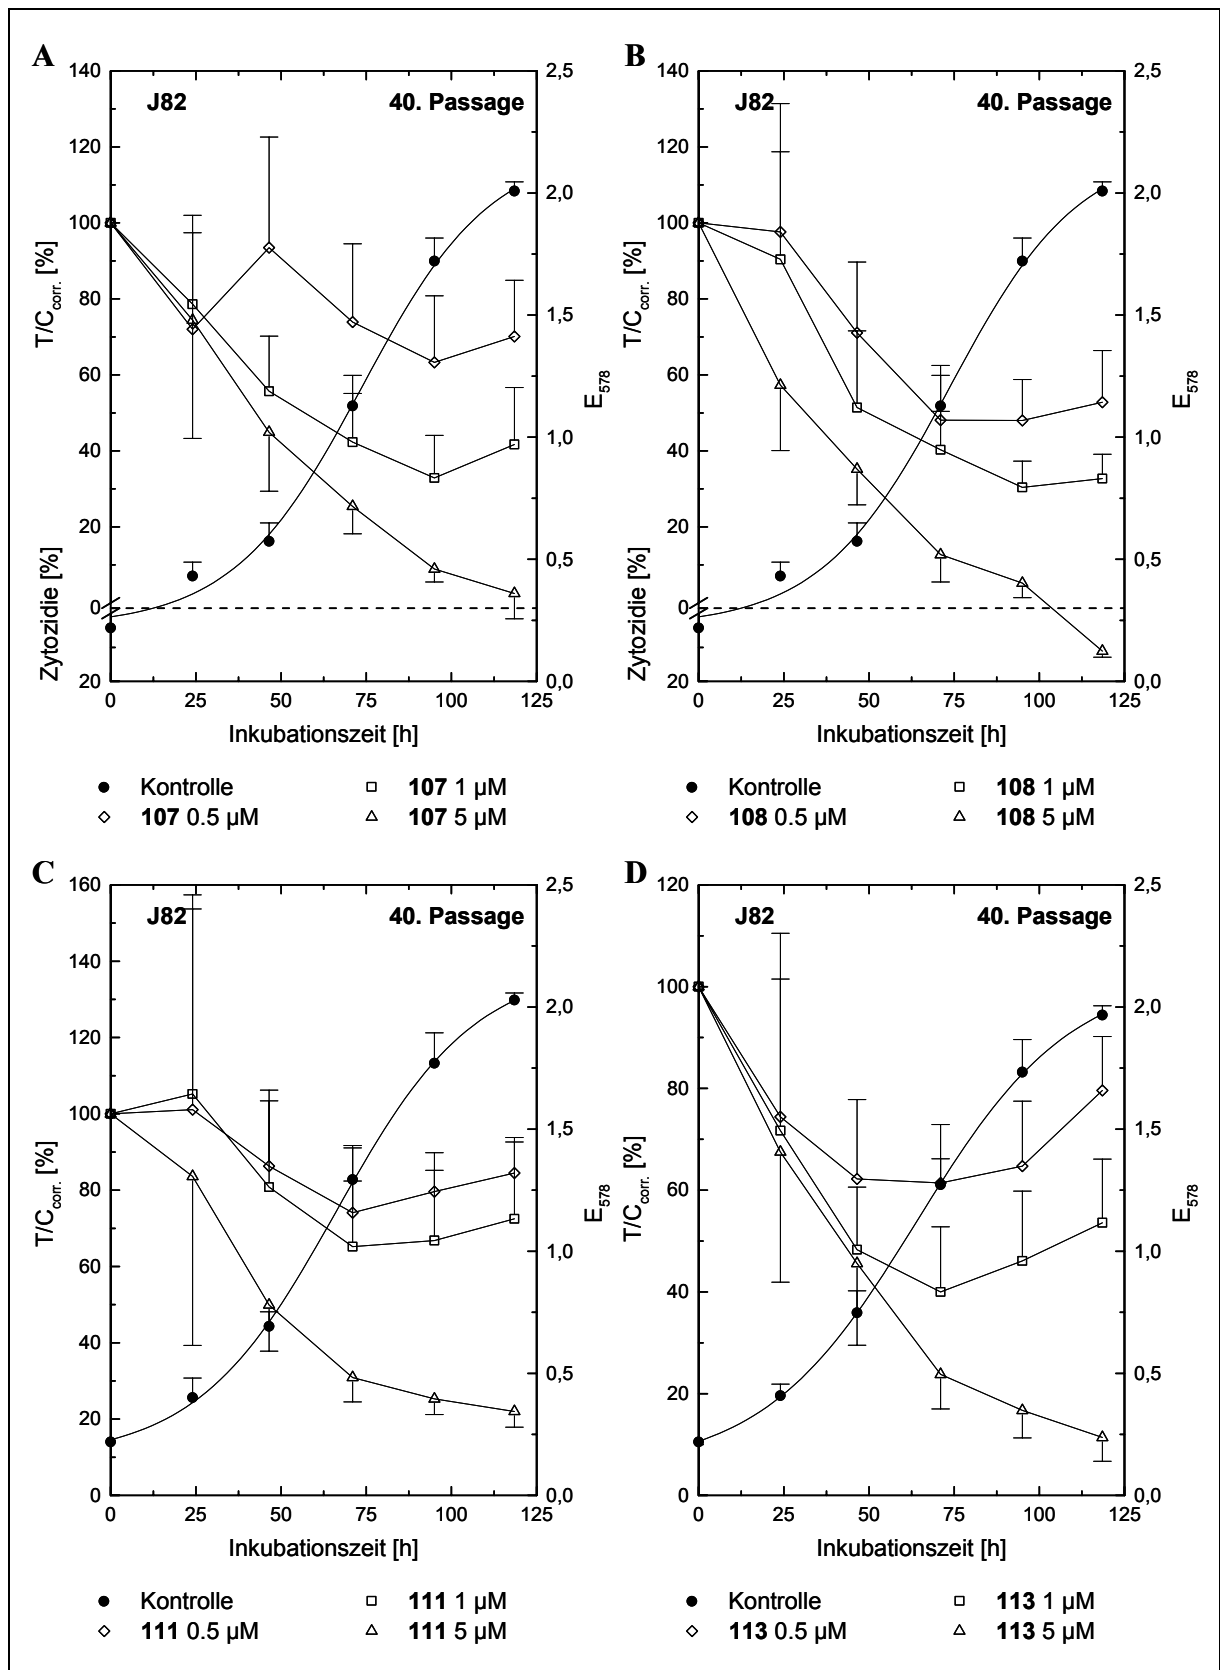 A
B
J82 40. Passage
J82 40. Passage
140
120
100
80
60
40
20
0
20
T/Ccorr. [%]
Zytozidie [%]
2,5
2,0
1,5
1,0
0,5
0,0
E578
0 25 50 75 100 125
Inkubationszeit [h]
140
120
100
80
60
40
20
0
20
T/Ccorr. [%]
Zytozidie [%]
2,5
2,0
1,5
1,0
0,5
0,0
E578
0 25 50 75 100 125
Inkubationszeit [h]
Kontrolle 107 1 µM
107 0.5 µM 107 5 µM
Kontrolle 108 1 µM
108 0.5 µM 108 5 µM
C
D
J82 40. Passage
J82 40. Passage
160
140
120
100
80
60
40
20
0
T/Ccorr. [%]
2,5
2,0
1,5
1,0
0,5
0,0
E578
0 25 50 75 100 125
Inkubationszeit [h]
120
100
80
60
40
20
0
T/Ccorr. [%]
2,5
2,0
1,5
1,0
0,5
0,0
E578
0 25 50 75 100 125
Inkubationszeit [h]
Kontrolle 111 1 µM
111 0.5 µM 111 5 µM
Kontrolle 113 1 µM
113 0.5 µM 113 5 µM